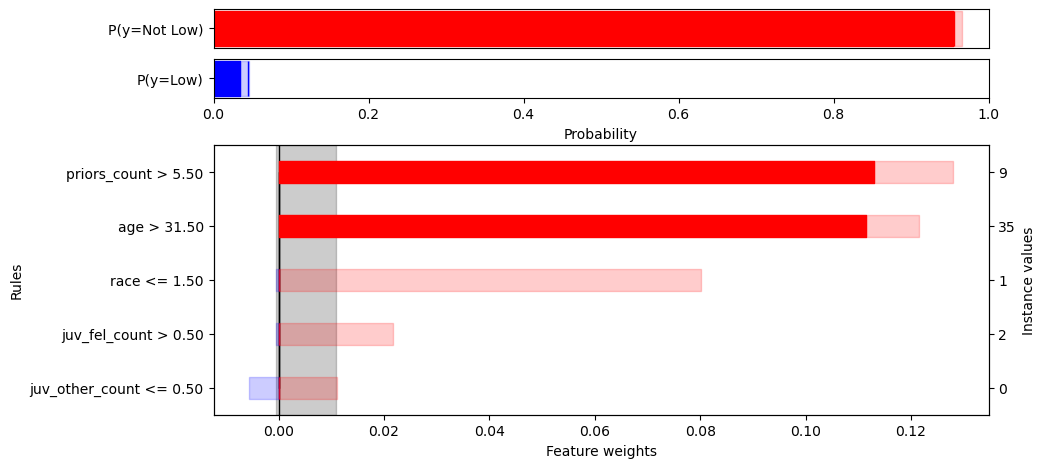 P(y=Not Low)
P(y=Low)
0.0 0.2 0.4 0.6 0.8 1.0
Probability
priors_count > 5.50 9
age > 31.50 35
race <= 1.50 1
juv_fel_count > 0.50 2
juv_other_count <= 0.50 0
Rules
Instance values
0.00 0.02 0.04 0.06 0.08 0.10 0.12
Feature weights